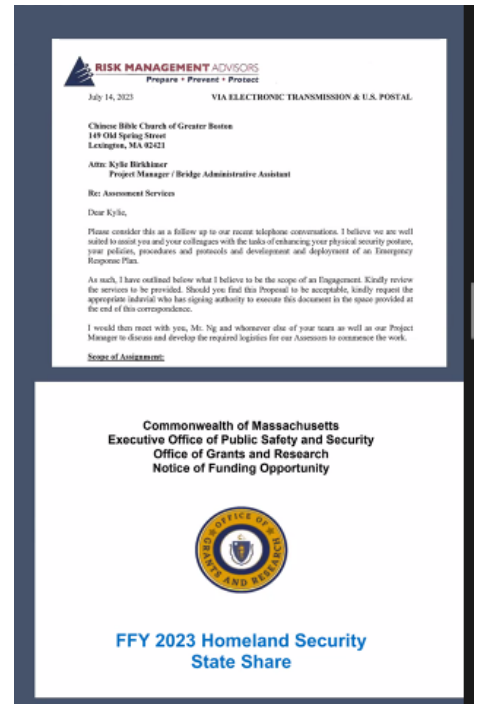 RISK MANAGEMENT ADVISORS
Prepare • Prevent • Protect
July 14, 2023 VIA ELECTRONIC TRANSMISSION & U.S. POSTAL
Chinese Bible Church of Greater Boston
149 Old Spring Street
Lexington, MA 02421
Attn: Kylie Birkhimer
Project Manager / Bridge Administrative Assistant
Re: Assessment Services
Dear Kylie,
Please consider this as a follow up to our recent telephone conversations. I believe we are well
suited to assist you and your colleagues with the tasks of enhancing your physical security posture,
your policies, procedures and protocols and development and deployment of an Emergency
Response Plan.
As such, I have outlined below what I believe to be the scope of an Engagement. Kindly review
the services to be provided. Should you find this Proposal to be acceptable, kindly request the
appropriate induvial who has signing authority to execute this document in the space provided at
the end of this correspondence.
I would then meet with you, Mr. Ng and whomever else of your team as well as our Project
Manager to discuss and develop the required logistics for our Assessors to commence the work.
Scope of Assignment:
Commonwealth of Massachusetts
Executive Office of Public Safety and Security
Office of Grants and Research
Notice of Funding Opportunity
OFFICE OF
GRANTS AND RESEARCH
FFY 2023 Homeland Security
State Share